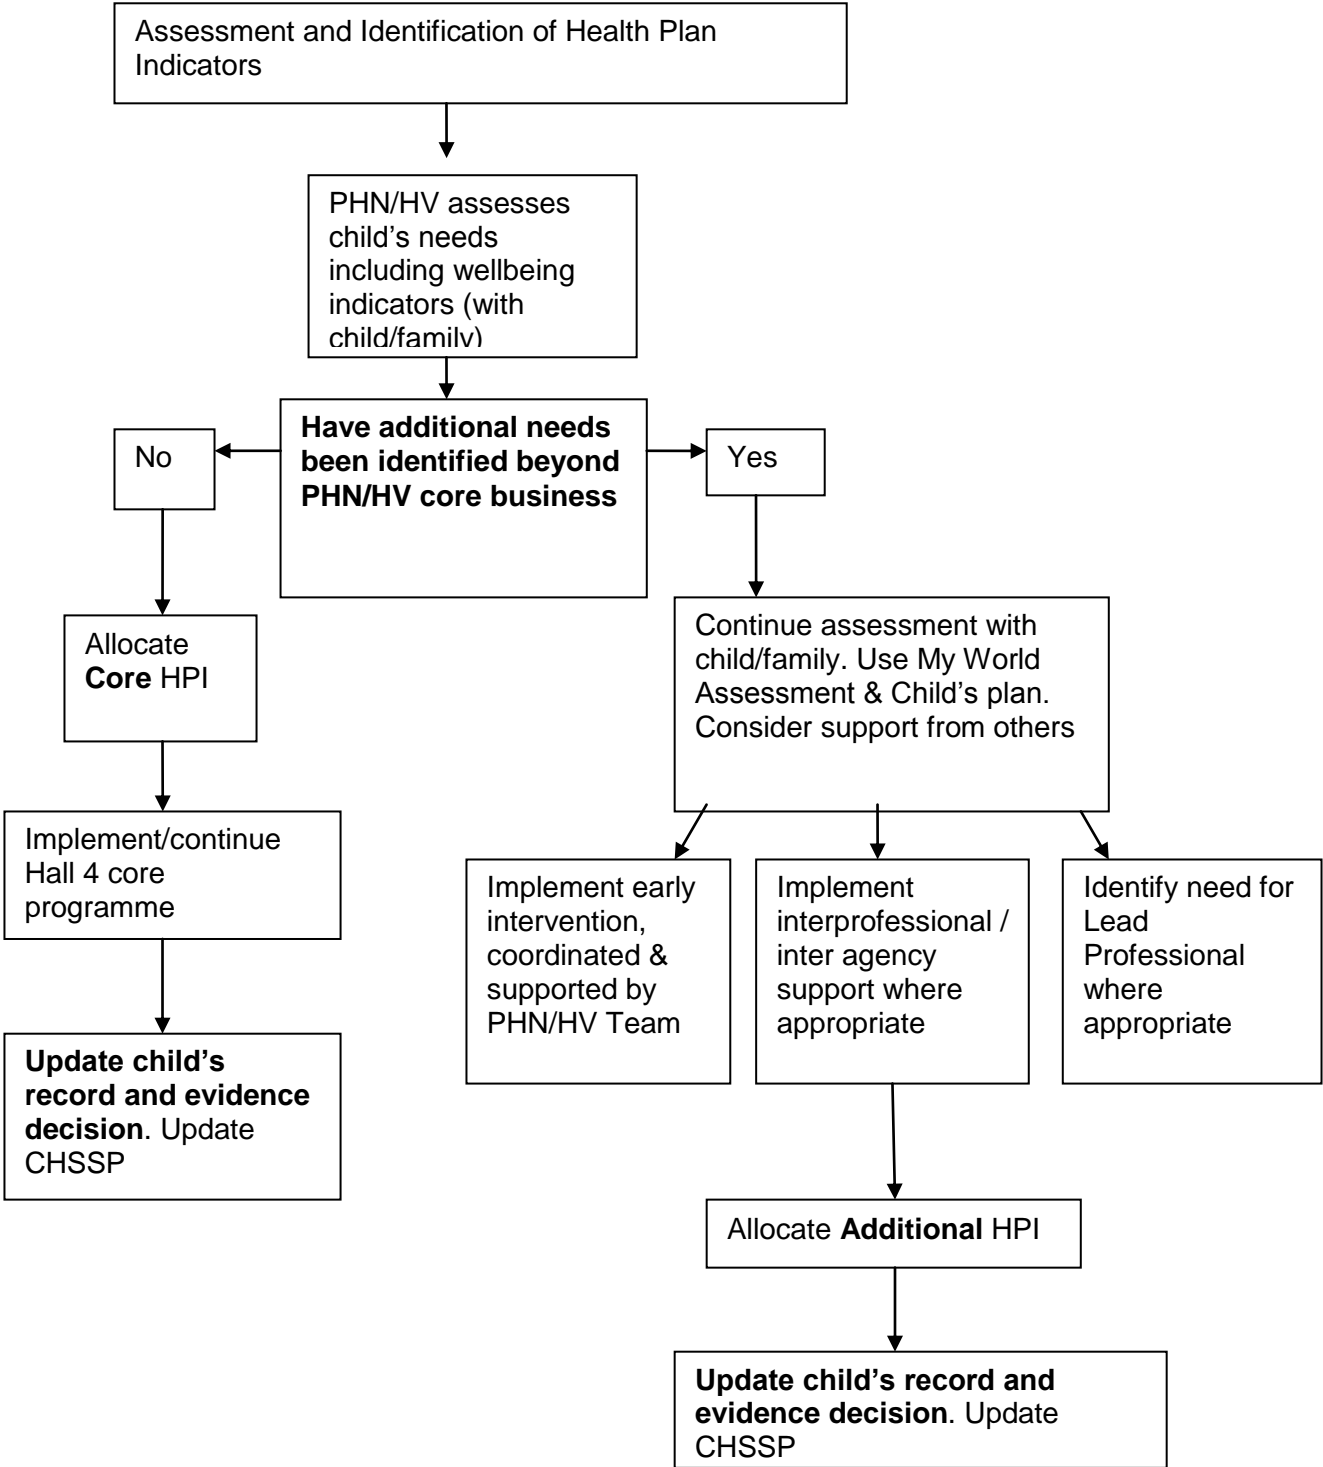 Assessment and Identification of Health Plan
Indicators
PHN/HV assesses
child's needs
including wellbeing
indicators (with
child/family)
Have additional needs
been identified beyond
PHN/HV core business
No
Yes
Allocate
Core HPI
Continue assessment with
child/family. Use My World
Assessment & Child's plan.
Consider support from others
Implement/continue
Hall 4 core
programme
Implement early
intervention,
coordinated &
supported by
PHN/HV Team
Implement
interprofessional /
inter agency
support where
appropriate
Identify need for
Lead
Professional
where
appropriate
Update child's
record and evidence
decision. Update
CHSSP
Allocate Additional HPI
Update child's record and
evidence decision. Update
CHSSP